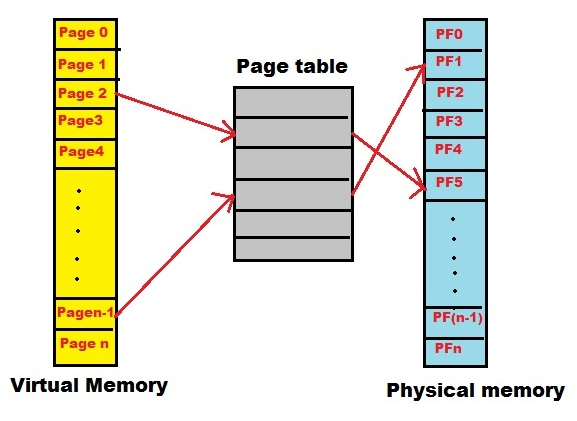 Page 0
Page 1
Page 2
Page3
Page4
Pagen-1
Page n
Virtual Memory
Page table
PF0
PF1
PF2
PF3
PF4
PF5
PF(n-1)
PFn
Physical memory